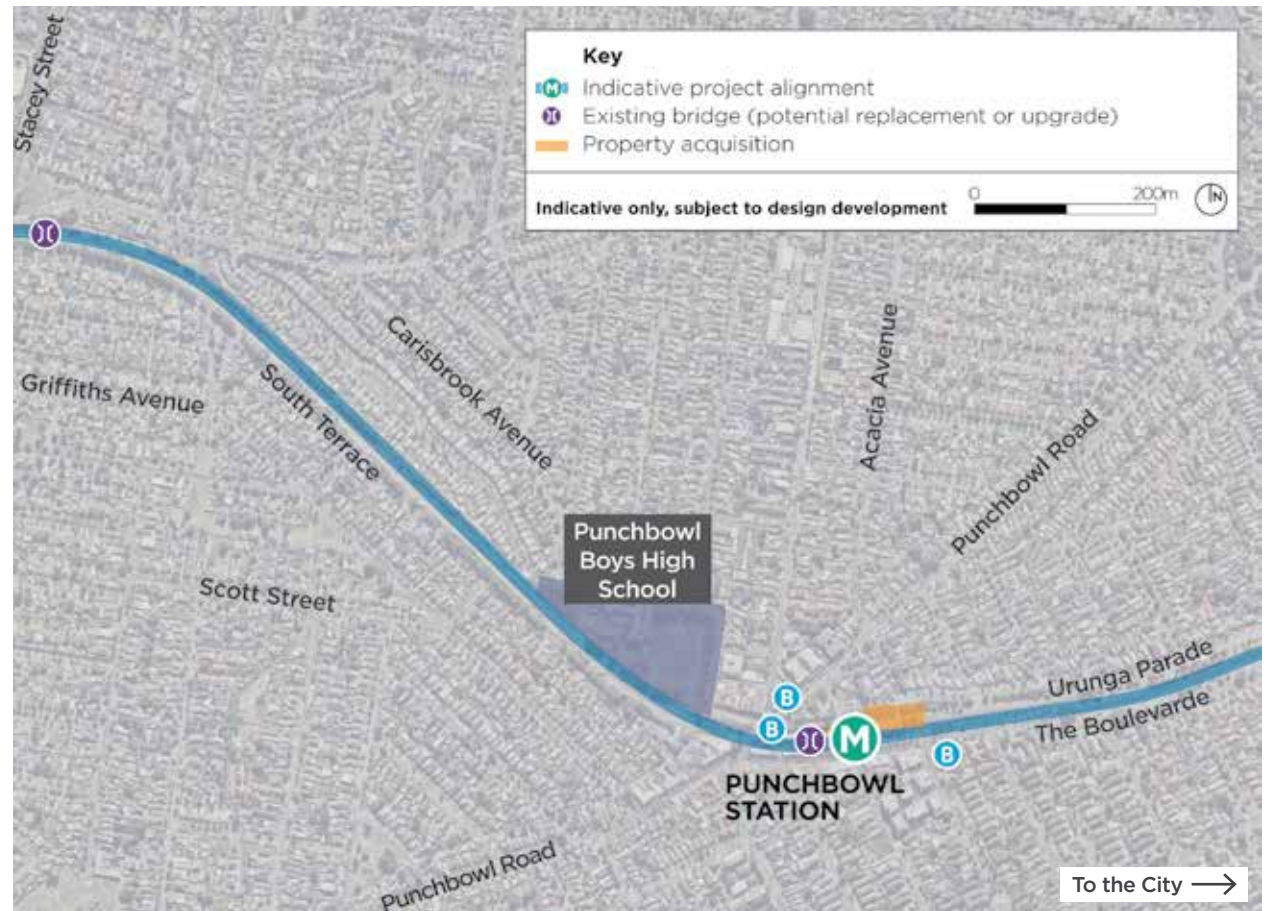 Stacey Street
Key
M Indicative project alignment
Existing bridge (potential replacement or upgrade)
Property acquisition
Indicative only, subject to design development
0 200m
N
Griffiths Avenue
South Terrace
Carisbrook Avenue
Acacia Avenue
Punchbowl Road
Scott Street
Punchbowl
Boys High
School
Urunga Parade
The Boulevarde
B
B
M
B
PUNCHBOWL
STATION
Punchbowl Road
To the City